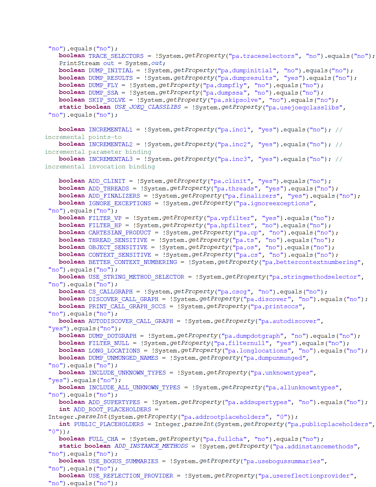 "no").equals("no");
boolean TRACE_SELECTORS = !System.getProperty("pa.traceselectors", "no").equals("no");
PrintStream out = System.out;
boolean DUMP_INITIAL = !System.getProperty("pa.dumpinitial", "no").equals("no");
boolean DUMP_RESULTS = !System.getProperty("pa.dumpresults", "yes").equals("no");
boolean DUMP_FLY = !System.getProperty("pa.dumpfly", "no").equals("no");
boolean DUMP_SSA = !System.getProperty("pa.dumpssa", "no").equals("no");
boolean SKIP_SOLVE = !System.getProperty("pa.skipsolve", "no").equals("no");
static boolean USE_JOEQ_CLASSLIBS = !System.getProperty("pa.usejoeqclasslibs",
"no").equals("no");
boolean INCREMENTAL1 = !System.getProperty("pa.inc1", "yes").equals("no"); //
incremental points-to
boolean INCREMENTAL2 = !System.getProperty("pa.inc2", "yes").equals("no"); //
incremental parameter binding
boolean INCREMENTAL3 = !System.getProperty("pa.inc3", "yes").equals("no"); //
incremental invocation binding
boolean ADD_CLINIT = !System.getProperty("pa.clinit", "yes").equals("no");
boolean ADD_THREADS = !System.getProperty("pa.threads", "yes").equals("no");
boolean ADD_FINALIZERS = !System.getProperty("pa.finalizers", "yes").equals("no");
boolean IGNORE_EXCEPTIONS = !System.getProperty("pa.ignoreexceptions",
"no").equals("no");
boolean FILTER_VP = !System.getProperty("pa.vpfilter", "yes").equals("no");
boolean FILTER_HP = !System.getProperty("pa.hpfilter", "no").equals("no");
boolean CARTESIAN_PRODUCT = !System.getProperty("pa.cp", "no").equals("no");
boolean THREAD_SENSITIVE = !System.getProperty("pa.ts", "no").equals("no");
boolean OBJECT_SENSITIVE = !System.getProperty("pa.os", "no").equals("no");
boolean CONTEXT_SENSITIVE = !System.getProperty("pa.cs", "no").equals("no");
boolean BETTER_CONTEXT_NUMBERING = !System.getProperty("pa.bettercontextnumbering",
"no").equals("no");
boolean USE_STRING_METHOD_SELECTOR = !System.getProperty("pa.stringmethodselector",
"no").equals("no");
boolean CS_CALLGRAPH = !System.getProperty("pa.cscg", "no").equals("no");
boolean DISCOVER_CALL_GRAPH = !System.getProperty("pa.discover", "no").equals("no");
boolean PRINT_CALL_GRAPH_SCCS = !System.getProperty("pa.printsccs",
"no").equals("no");
boolean AUTODISCOVER_CALL_GRAPH = !System.getProperty("pa.autodiscover",
"yes").equals("no");
boolean DUMP_DOTGRAPH = !System.getProperty("pa.dumpdotgraph", "no").equals("no");
boolean FILTER_NULL = !System.getProperty("pa.filternull", "yes").equals("no");
boolean LONG_LOCATIONS = !System.getProperty("pa.longlocations", "no").equals("no");
boolean DUMP_UNMUNGED_NAMES = !System.getProperty("pa.dumpunmunged",
"no").equals("no");
boolean INCLUDE_UNKNOWN_TYPES = !System.getProperty("pa.unknowntypes",
"yes").equals("no");
boolean INCLUDE_ALL_UNKNOWN_TYPES = !System.getProperty("pa.allunknowntypes",
"no").equals("no");
boolean ADD_SUPERTYPES = !System.getProperty("pa.addsupertypes", "no").equals("no");
int ADD_ROOT_PLACEHOLDERS =
Integer.parseInt(System.getProperty("pa.addrootplaceholders", "0"));
int PUBLIC_PLACEHOLDERS = Integer.parseInt(System.getProperty("pa.publicplaceholders",
"0"));
boolean FULL_CHA = !System.getProperty("pa.fullcha", "no").equals("no");
static boolean ADD_INSTANCE_METHODS = !System.getProperty("pa.addinstancemethods",
"no").equals("no");
boolean USE_BOGUS_SUMMARIES = !System.getProperty("pa.usebogussummaries",
"no").equals("no");
boolean USE_REFLECTION_PROVIDER = !System.getProperty("pa.usereflectionprovider",
"no").equals("no");